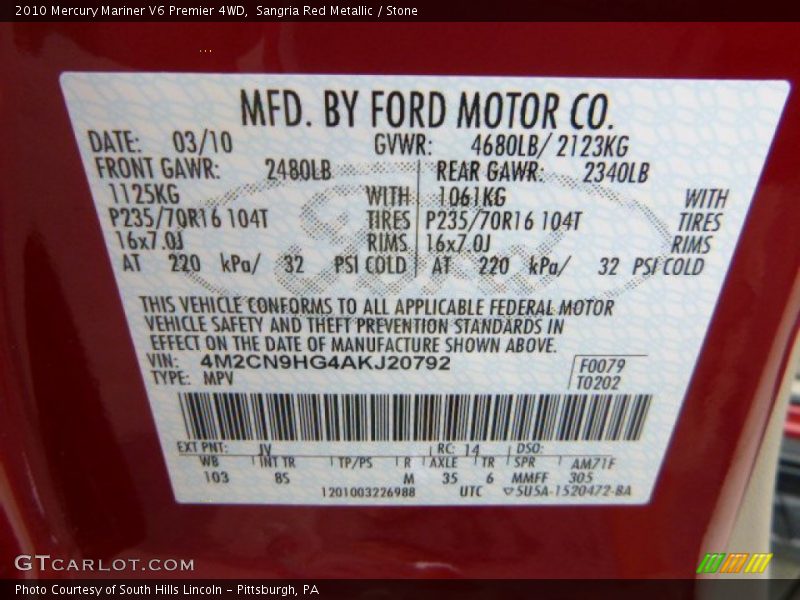 2010 Mercury Mariner V6 Premier 4WD,  Sangria Red Metallic / Stone
MFD. BY FORD MOTOR CO.
DATE: 03/10 GVWR: 4680LB/ 2123KG
FRONT GAWR: 2480LB REAR GAWR: 2340LB
1125KG WITH 1061KG WITH
P235/70R16 104T TIRES P235/70R16 104T TIRES
16x7.0J RIMS 16x7.0J RIMS
AT 220 kPa/ 32 PSI COLD AT 220 kPa/ 32 PSI COLD
THIS VEHICLE CONFORMS TO ALL APPLICABLE FEDERAL MOTOR
VEHICLE SAFETY AND THEFT PREVENTION STANDARDS IN
EFFECT ON THE DATE OF MANUFACTURE SHOWN ABOVE.
VIN: 4M2CN9HG4AKJ20792 F0079
TYPE: MPV T0202
EXT PNT: JV RC: 14 DSO:
WB INT TR TP/PS R AXLE TR SPR AM71F
103 8S M 35 6 MMFF 305
1201003226988 UTC 5U5A-1520472-BA
GTCARLOT.COM
Photo Courtesy of South Hills Lincoln - Pittsburgh, PA